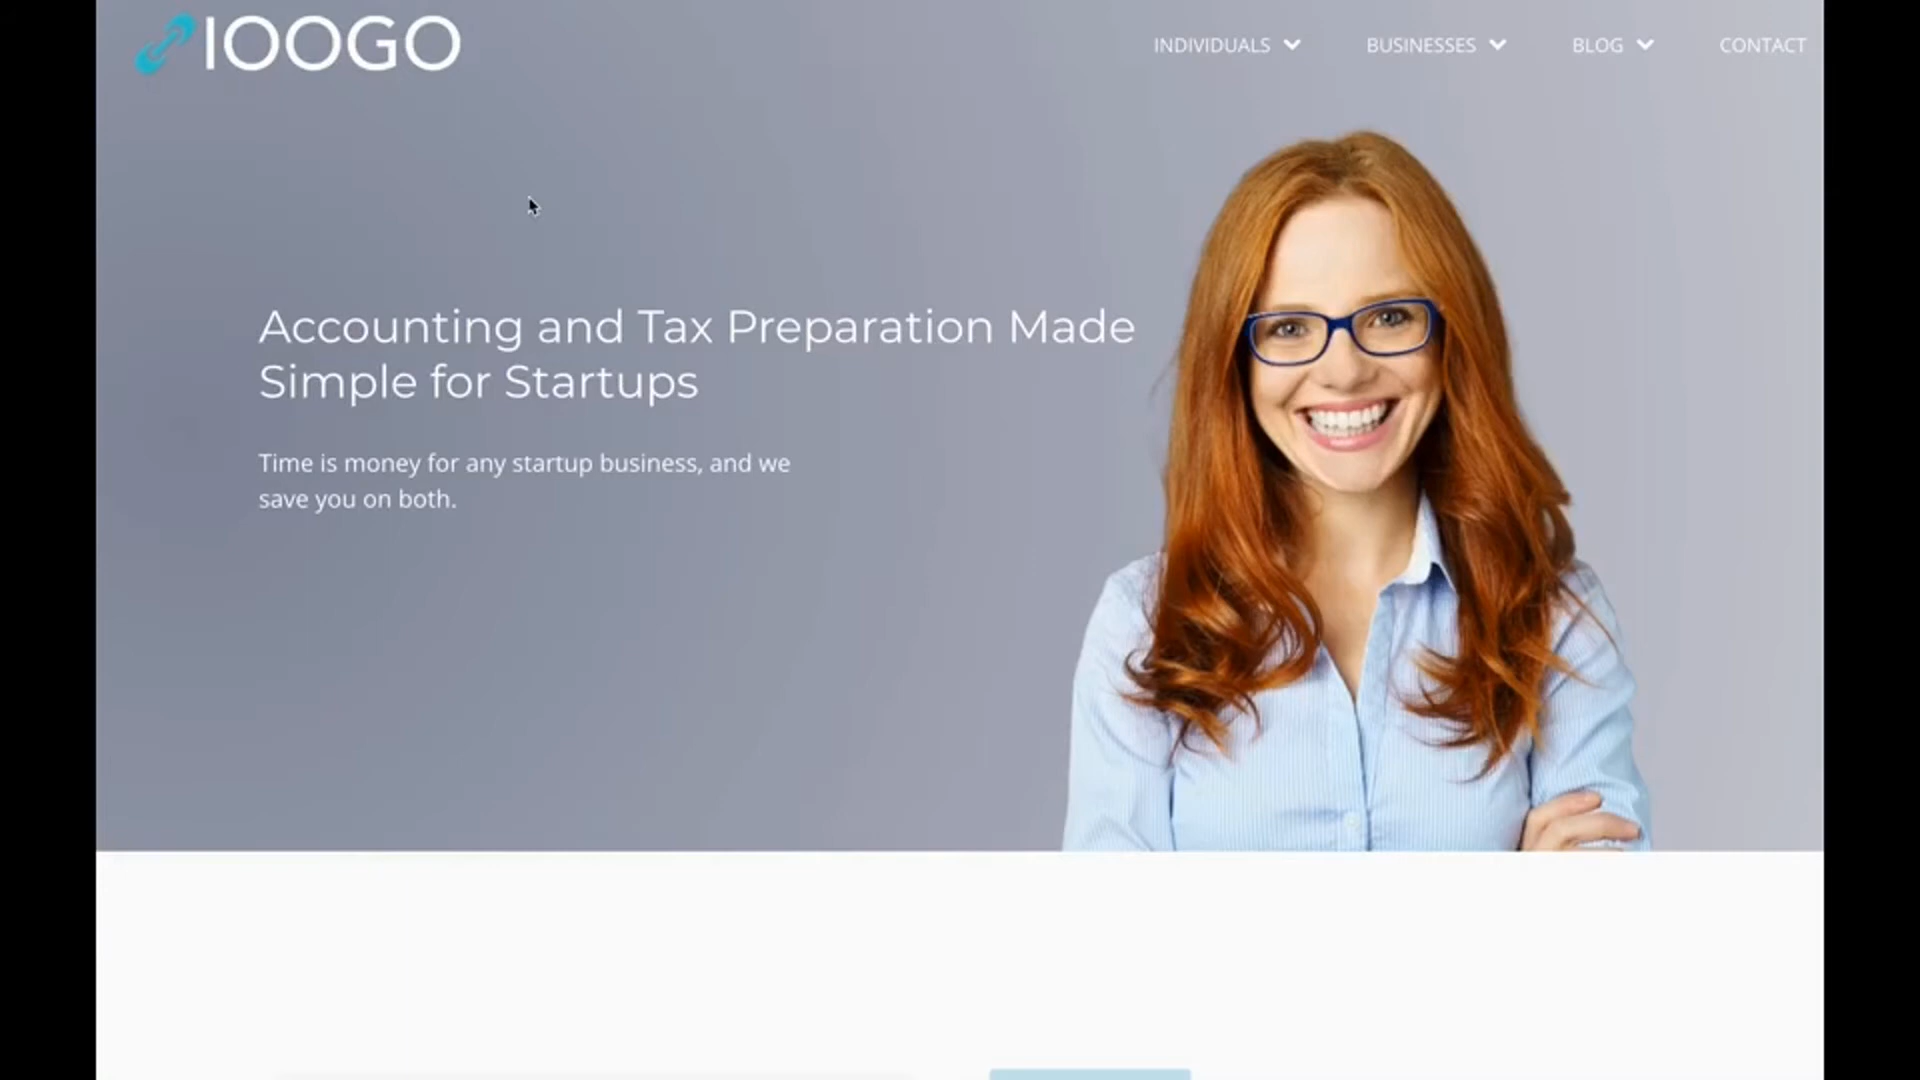 IOOGO
INDIVIDUALS
BUSINESSES
BLOG
CONTACT
Accounting and Tax Preparation Made
Simple for Startups
Time is money for any startup business, and we
save you on both.